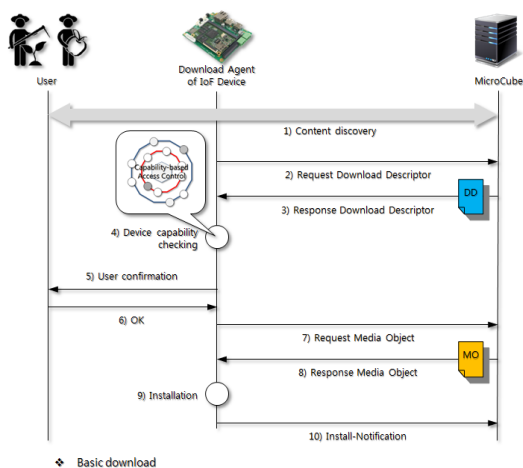 User
Download Agent
of IoF Device
MicroCube
1) Content discovery
Capability-based
Access Control
2) Request Download Descriptor
DD
3) Response Download Descriptor
4) Device capability
checking
5) User confirmation
6) OK
7) Request Media Object
MO
8) Response Media Object
9) Installation
10) Install-Notification
❖ Basic download